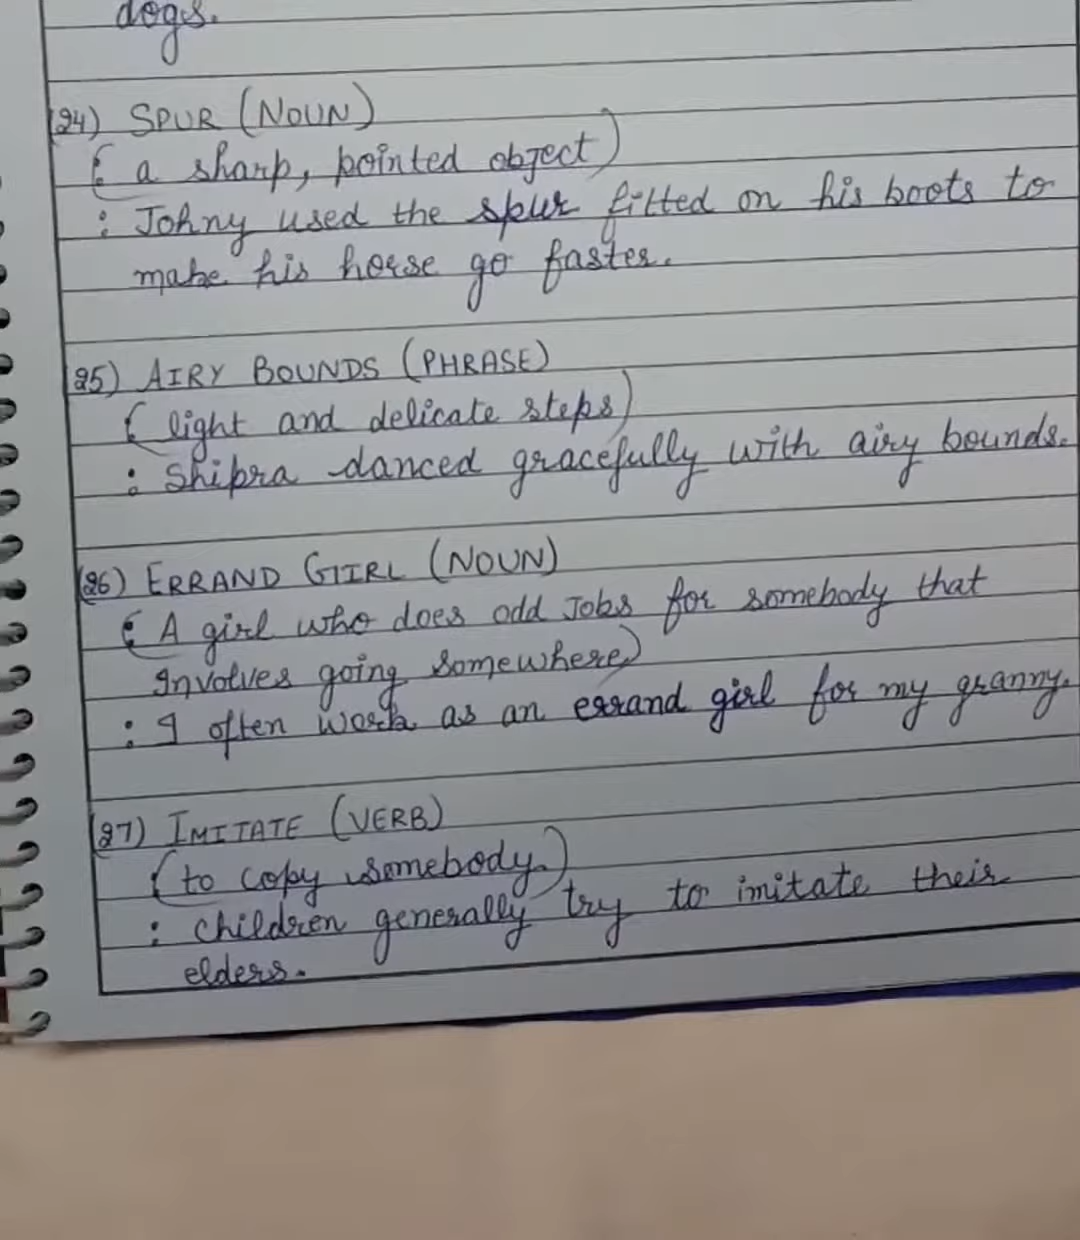 dogs.
24) SPUR (NOUN)
( a sharp, pointed object)
: Johny used the spur fitted on his boots to
make his horse go faster.
25) AIRY BOUNDS (PHRASE)
( light and delicate steps)
: Shipra danced gracefully with airy bounds.
26) ERRAND GIRL (NOUN)
( A girl who does odd Jobs for somebody that
Involves going somewhere)
: I often work as an errand girl for my granny.
27) IMITATE (VERB)
(to copy somebody.)
: children generally try to imitate their
elders.